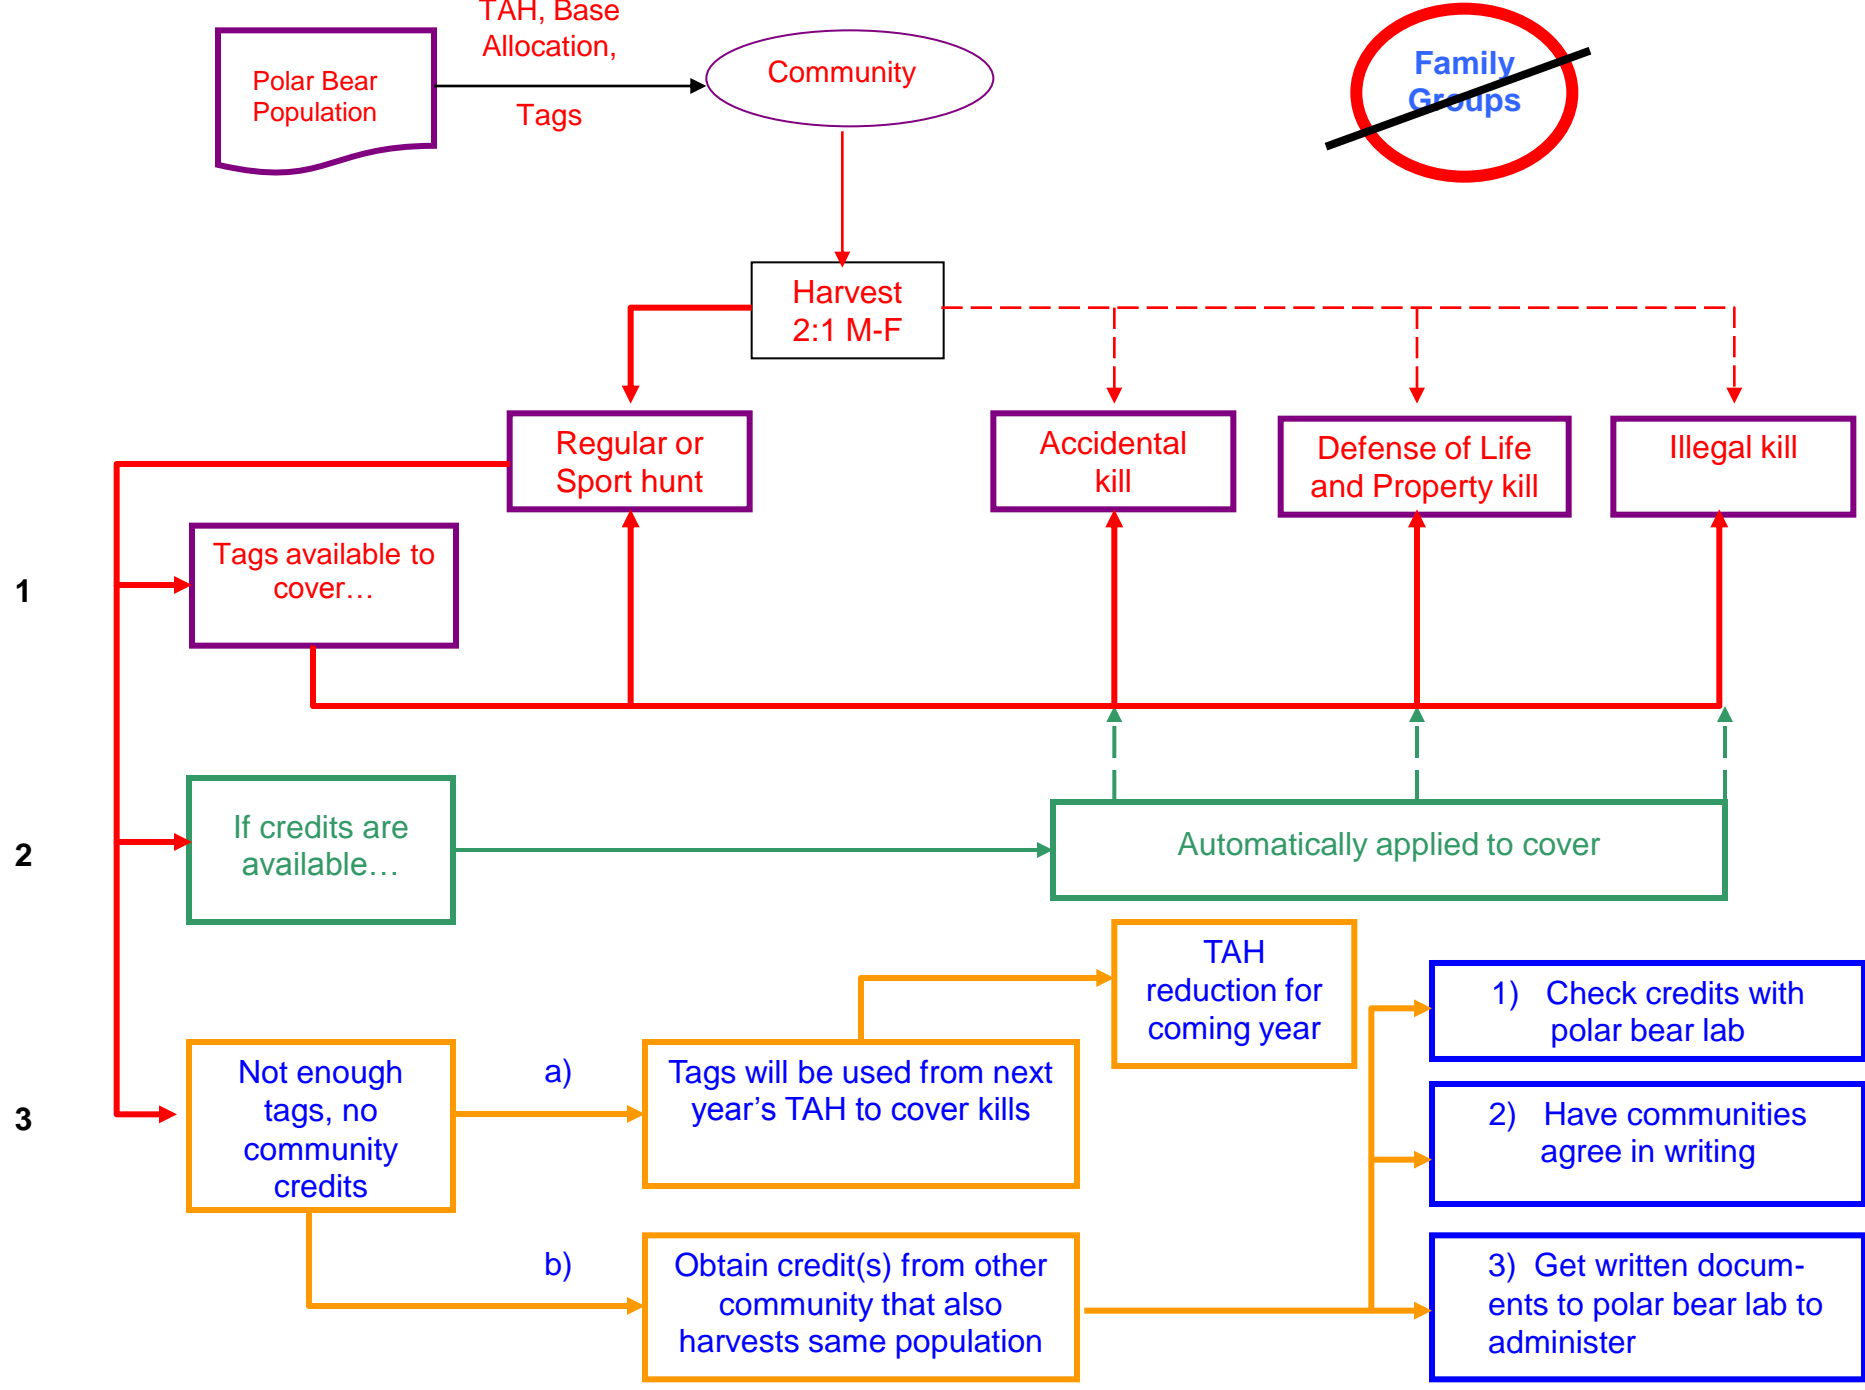 TAH, Base
Allocation,
Tags
Polar Bear
Population
Community
Family
Groups
Harvest
2:1 M-F
Regular or
Sport hunt
Accidental
kill
Defense of Life
and Property kill
Illegal kill
1
Tags available to
cover…
2
If credits are
available…
Automatically applied to cover
3
Not enough
tags, no
community
credits
a)
Tags will be used from next
year’s TAH to cover kills
TAH
reduction for
coming year
b)
Obtain credit(s) from other
community that also
harvests same population
1) Check credits with
polar bear lab
2) Have communities
agree in writing
3) Get written docum-
ents to polar bear lab to
administer